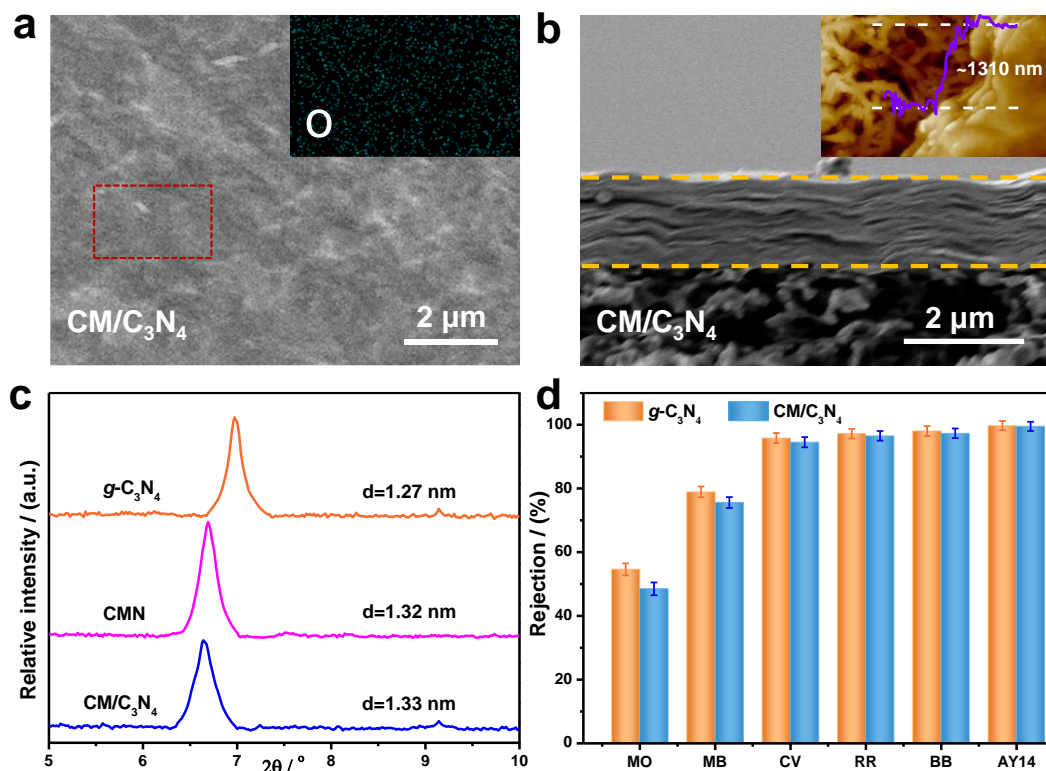 a
O
CM/C₃N₄
2 μm
b
~1310 nm
CM/C₃N₄
2 μm
c
Relative intensity / (a.u.)
g-C₃N₄
d=1.27 nm
CMN
d=1.32 nm
CM/C₃N₄
d=1.33 nm
5 6 7 8 9 10
2θ / °
d
g-C₃N₄ CM/C₃N₄
Rejection / (%)
100
80
60
40
20
0
MO MB CV RR BB AY14